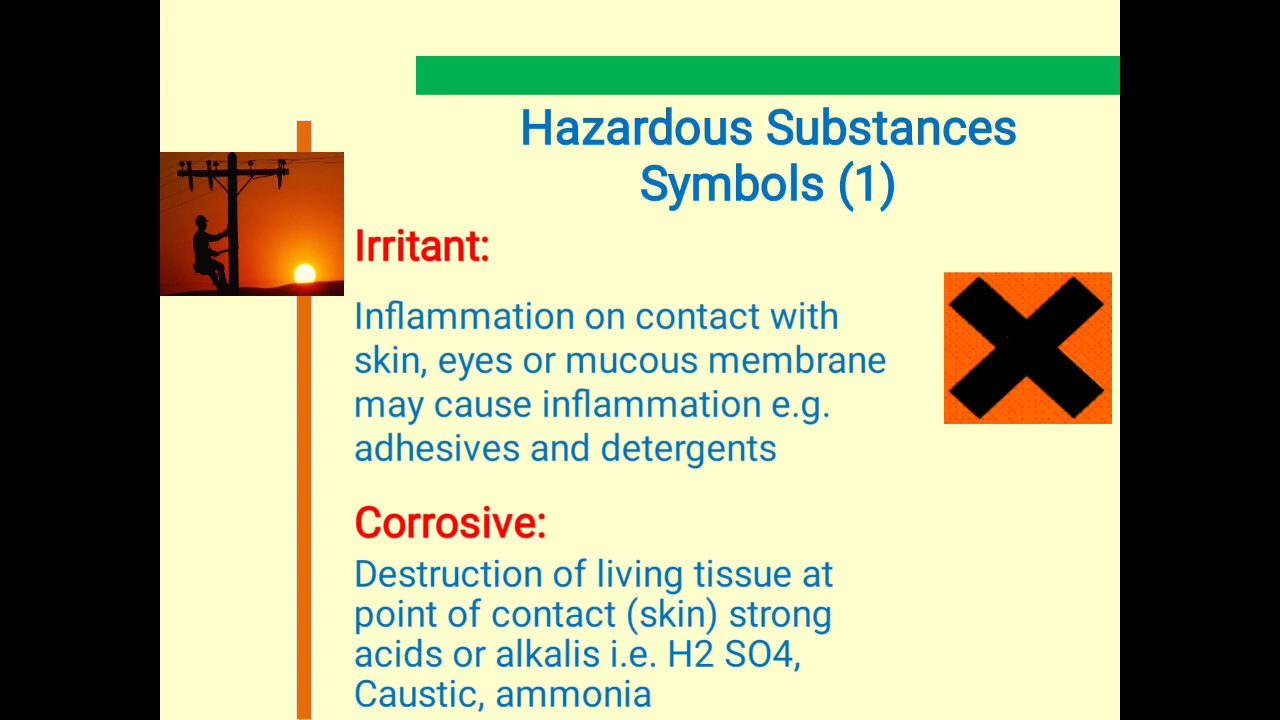 Hazardous Substances
Symbols (1)
Irritant:
Inflammation on contact with
skin, eyes or mucous membrane
may cause inflammation e.g.
adhesives and detergents
Corrosive:
Destruction of living tissue at
point of contact (skin) strong
acids or alkalis i.e. H2 SO4,
Caustic, ammonia